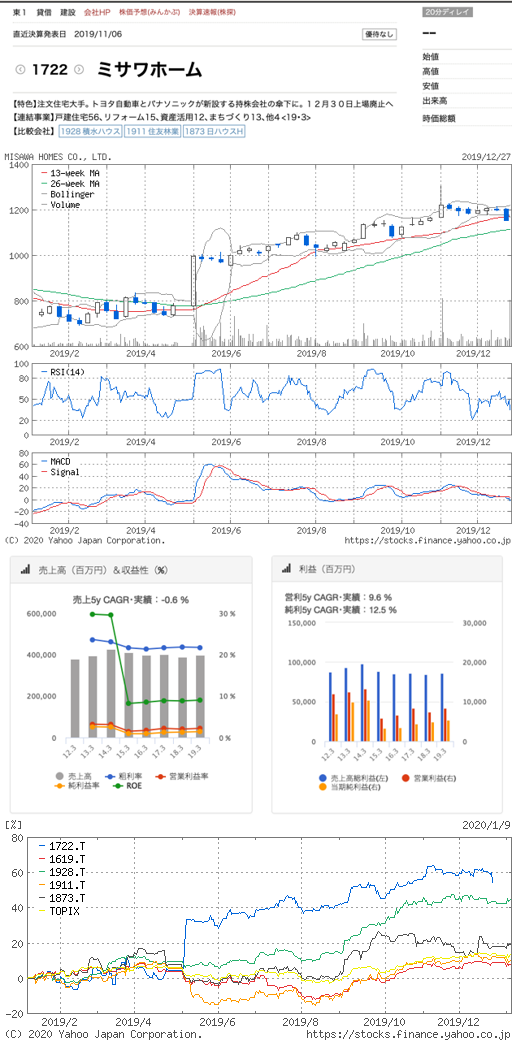 東1 貸借 建設 会社HP 株価予想(みんかぶ) 決算速報(株探)
20分ディレイ
直近決算発表日 2019/11/06
優待なし
--
1722 ミサワホーム
始値
高値
安値
出来高
時価総額
【特色】注文住宅大手。トヨタ自動車とパナソニックが新設する持株会社の傘下に。12月30日上場廃止へ
【連結事業】戸建住宅56、リフォーム15、資産活用12、まちづくり13、他4 <19・3>
【比較会社】 1928 積水ハウス 1911 住友林業 1873 日ハウスH
MISAWA HOMES CO., LTD.
2019/12/27
1400
1200
1000
800
600
13-week MA
26-week MA
Bollinger
Volume
2019/2 2019/4 2019/6 2019/8 2019/10 2019/12
100
80
50
20
0
RSI(14)
2019/2 2019/4 2019/6 2019/8 2019/10 2019/12
80
60
40
20
0
-20
-40
MACD
Signal
2019/2 2019/4 2019/6 2019/8 2019/10 2019/12
(C) 2020 Yahoo Japan Corporation.
https://stocks.finance.yahoo.co.jp
売上高（百万円）＆収益性（%）
売上5y CAGR・実績：-0.6 %
600,000
400,000
200,000
0
30 %
20 %
10 %
0 %
12.3 13.3 14.3 15.3 16.3 17.3 18.3 19.3
売上高 粗利率 営業利益率
純利益率 ROE
利益（百万円）
営利5y CAGR・実績：9.6 %
純利5y CAGR・実績：12.5 %
150,000
100,000
50,000
0
30,000
20,000
10,000
0
12.3 13.3 14.3 15.3 16.3 17.3 18.3 19.3
売上高総利益(左) 営業利益(右)
当期純利益(右)
[%]
2020/1/9
80
60
40
20
0
-20
1722.T
1619.T
1928.T
1911.T
1873.T
TOPIX
2019/2 2019/4 2019/6 2019/8 2019/10 2019/12
(C) 2020 Yahoo Japan Corporation.
https://stocks.finance.yahoo.co.jp